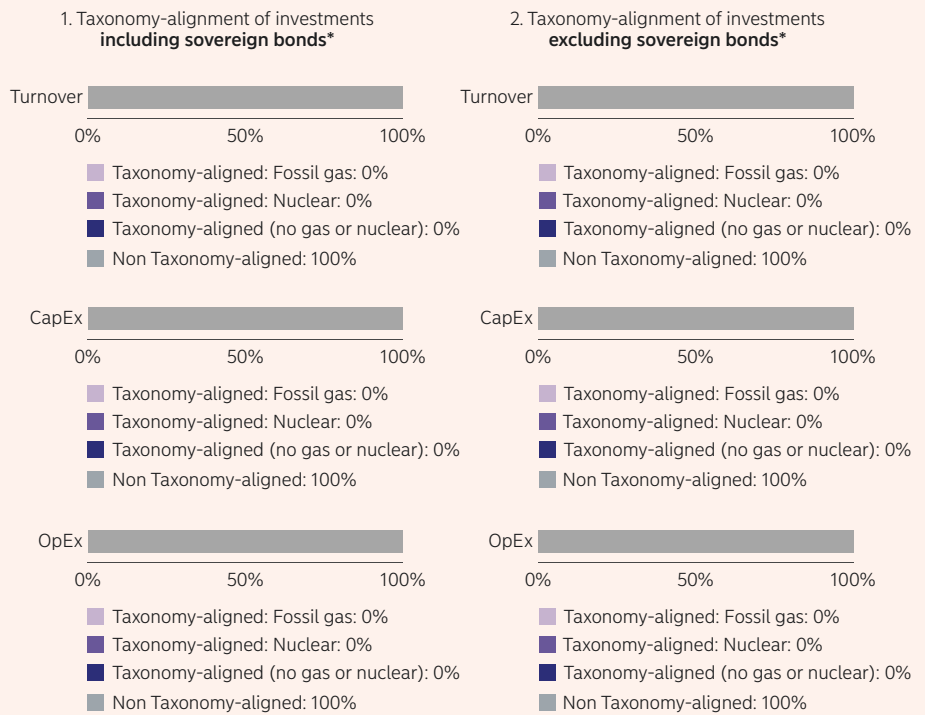 1. Taxonomy-alignment of investments
including sovereign bonds*
Turnover
0% 50% 100%
Taxonomy-aligned: Fossil gas: 0%
Taxonomy-aligned: Nuclear: 0%
Taxonomy-aligned (no gas or nuclear): 0%
Non Taxonomy-aligned: 100%
CapEx
0% 50% 100%
Taxonomy-aligned: Fossil gas: 0%
Taxonomy-aligned: Nuclear: 0%
Taxonomy-aligned (no gas or nuclear): 0%
Non Taxonomy-aligned: 100%
OpEx
0% 50% 100%
Taxonomy-aligned: Fossil gas: 0%
Taxonomy-aligned: Nuclear: 0%
Taxonomy-aligned (no gas or nuclear): 0%
Non Taxonomy-aligned: 100%
2. Taxonomy-alignment of investments
excluding sovereign bonds*
Turnover
0% 50% 100%
Taxonomy-aligned: Fossil gas: 0%
Taxonomy-aligned: Nuclear: 0%
Taxonomy-aligned (no gas or nuclear): 0%
Non Taxonomy-aligned: 100%
CapEx
0% 50% 100%
Taxonomy-aligned: Fossil gas: 0%
Taxonomy-aligned: Nuclear: 0%
Taxonomy-aligned (no gas or nuclear): 0%
Non Taxonomy-aligned: 100%
OpEx
0% 50% 100%
Taxonomy-aligned: Fossil gas: 0%
Taxonomy-aligned: Nuclear: 0%
Taxonomy-aligned (no gas or nuclear): 0%
Non Taxonomy-aligned: 100%